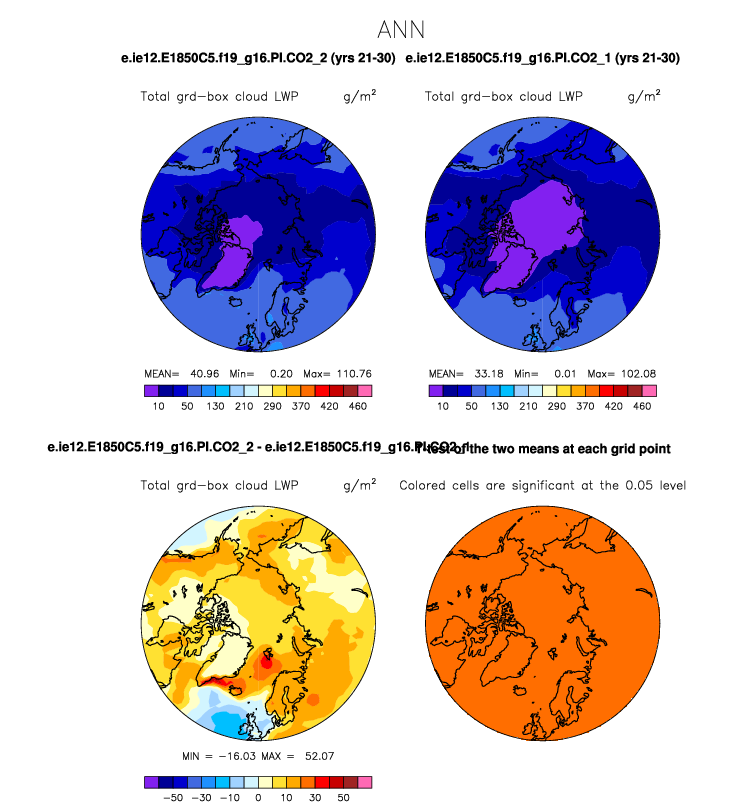 ANN
e.ie12.E1850C5.f19_g16.PI.CO2_2 (yrs 21-30) e.ie12.E1850C5.f19_g16.PI.CO2_1 (yrs 21-30)
Total grd-box cloud LWP g/m² Total grd-box cloud LWP g/m²
MEAN= 40.96 Min= 0.20 Max= 110.76 MEAN= 33.18 Min= 0.01 Max= 102.08
10 50 130 210 290 370 420 460 10 50 130 210 290 370 420 460
e.ie12.E1850C5.f19_g16.PI.CO2_2 - e.ie12.E1850C5.f19_g16.PI.CO2_1 T-test of the two means at each grid point
Total grd-box cloud LWP g/m² Colored cells are significant at the 0.05 level
MIN = -16.03 MAX = 52.07
-50 -30 -10 0 10 30 50